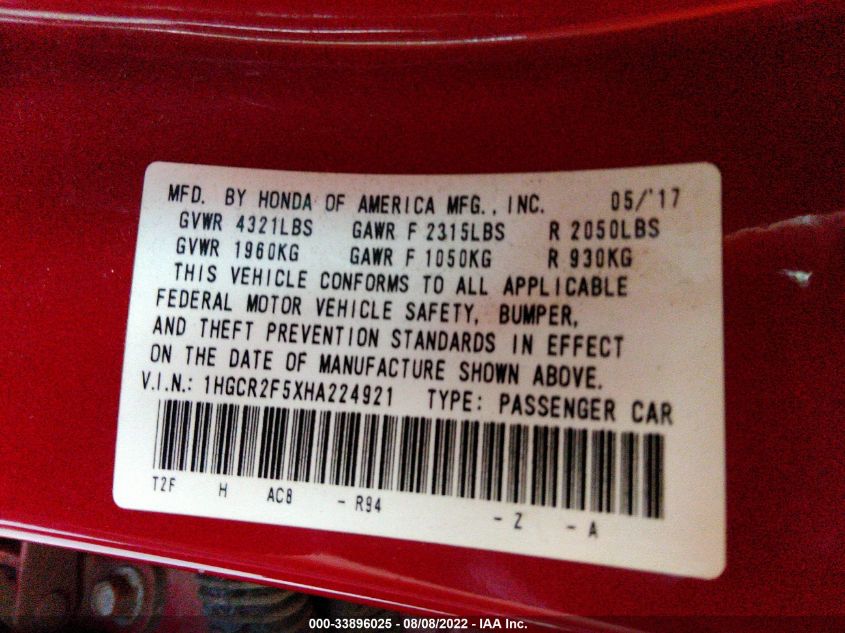 MFD. BY HONDA OF AMERICA MFG., INC. 05/'17
GVWR 4321LBS GAWR F 2315LBS R 2050LBS
GVWR 1960KG GAWR F 1050KG R 930KG
THIS VEHICLE CONFORMS TO ALL APPLICABLE
FEDERAL MOTOR VEHICLE SAFETY, BUMPER,
AND THEFT PREVENTION STANDARDS IN EFFECT
ON THE DATE OF MANUFACTURE SHOWN ABOVE.
V.I.N.: 1HGCR2F5XHA224921 TYPE: PASSENGER CAR
T2F H AC8 - R94 - Z - A
000-33896025 - 08/08/2022 - IAA Inc.